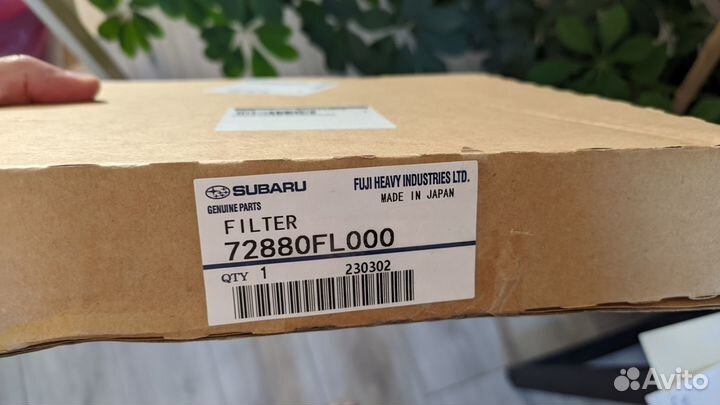 SUBARU
GENUINE PARTS
FUJI HEAVY INDUSTRIES LTD.
MADE IN JAPAN
FILTER
72880FL000
QTY 1 230302
Avito